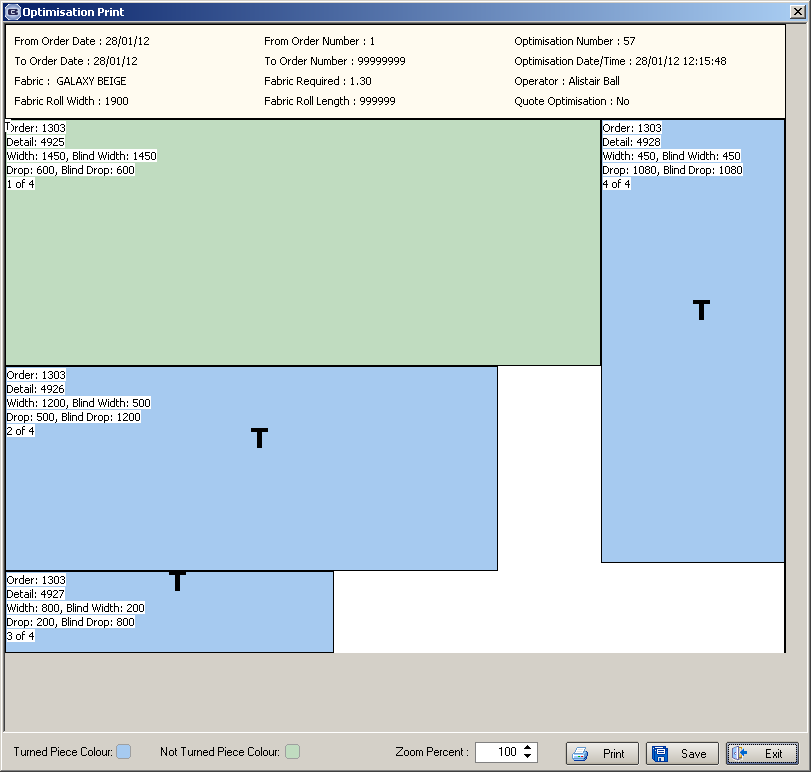 Optimisation Print
From Order Date : 28/01/12
From Order Number : 1
Optimisation Number : 57
To Order Date : 28/01/12
To Order Number : 99999999
Optimisation Date/Time : 28/01/12 12:15:48
Fabric : GALAXY BEIGE
Fabric Required : 1.30
Operator : Alistair Ball
Fabric Roll Width : 1900
Fabric Roll Length : 999999
Quote Optimisation : No
Order: 1303
Detail: 4925
Width: 1450, Blind Width: 1450
Drop: 600, Blind Drop: 600
1 of 4
Order: 1303
Detail: 4928
Width: 450, Blind Width: 450
Drop: 1080, Blind Drop: 1080
4 of 4
T
Order: 1303
Detail: 4926
Width: 1200, Blind Width: 500
Drop: 500, Blind Drop: 1200
2 of 4
T
Order: 1303
Detail: 4927
Width: 800, Blind Width: 200
Drop: 200, Blind Drop: 800
3 of 4
T
Turned Piece Colour:
Not Turned Piece Colour:
Zoom Percent :
100
Print
Save
Exit